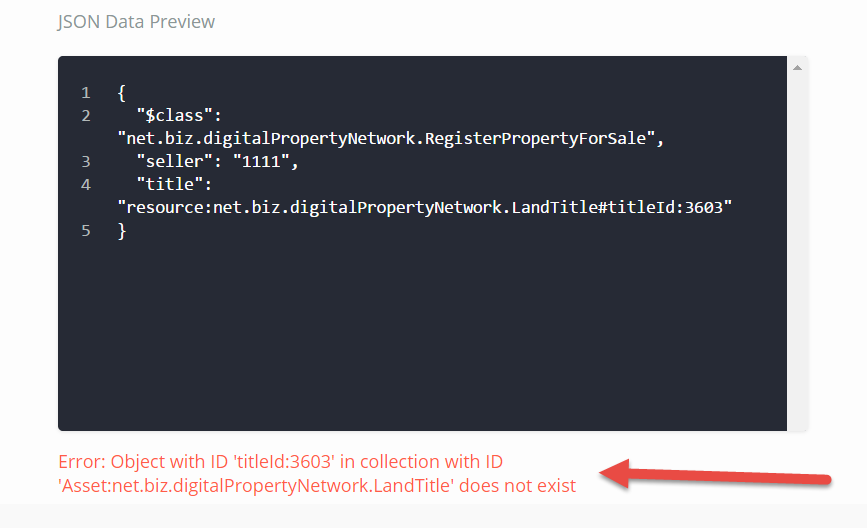 JSON Data Preview
1 {
2 "$class":
"net.biz.digitalPropertyNetwork.RegisterPropertyForSale",
3 "seller": "1111",
4 "title":
"resource:net.biz.digitalPropertyNetwork.LandTitle#titleId:3603"
5 }
Error: Object with ID 'titleId:3603' in collection with ID
'Asset:net.biz.digitalPropertyNetwork.LandTitle' does not exist